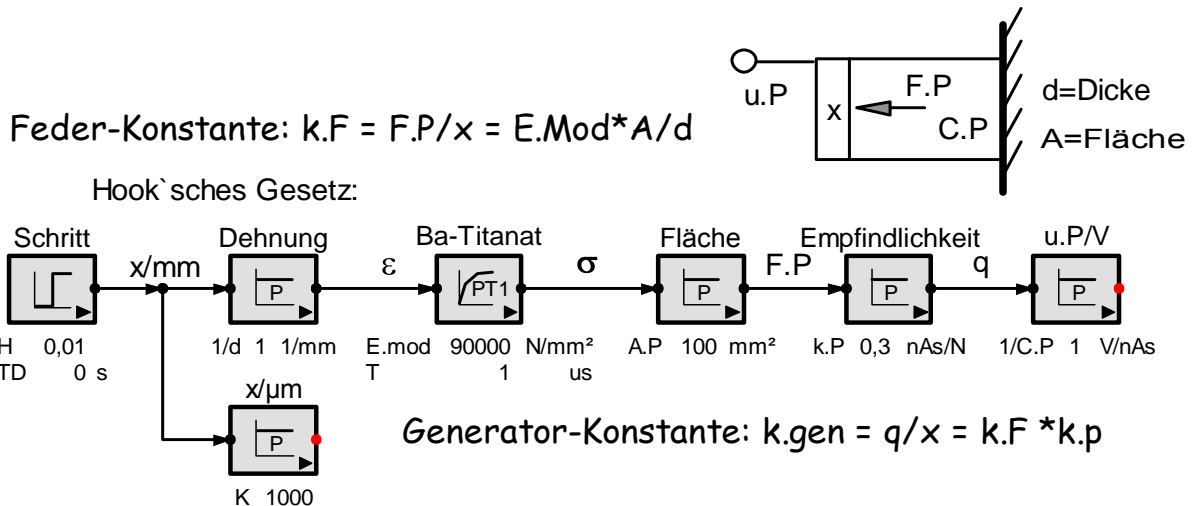 u.P
x
F.P
C.P
d=Dicke
A=Fläche
Feder-Konstante: k.F = F.P/x = E.Mod*A/d
Hook`sches Gesetz:
Schritt
x/mm
Dehnung
ε
Ba-Titanat
σ
Fläche
F.P
Empfindlichkeit
q
u.P/V
P
PT1
P
P
P
H 0,01
TD 0 s
1/d 1 1/mm
E.mod 90000 N/mm²
T 1 us
A.P 100 mm²
k.P 0,3 nAs/N
1/C.P 1 V/nAs
x/µm
P
K 1000
Generator-Konstante: k.gen = q/x = k.F *k.p